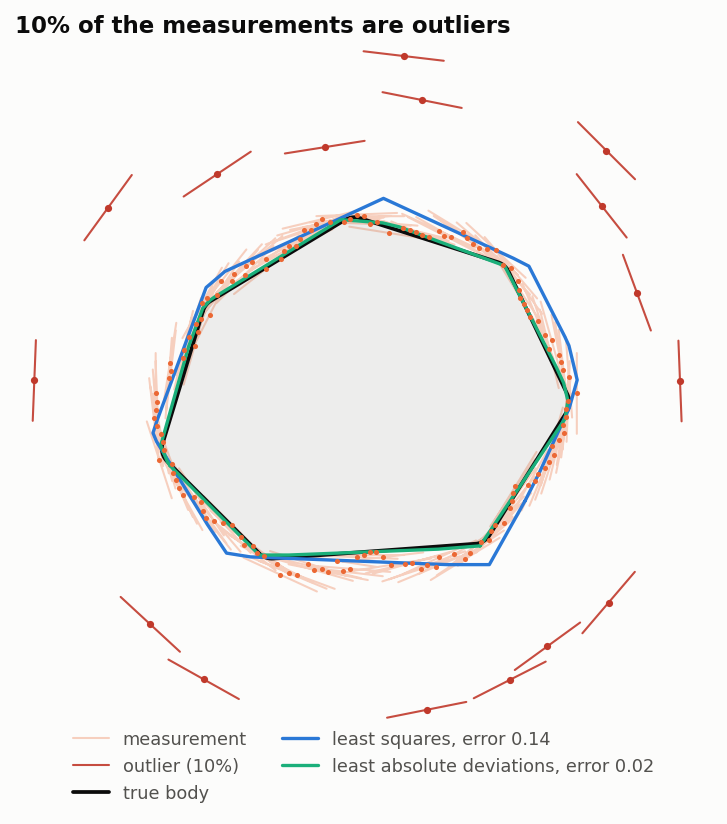 10% of the measurements are outliers
measurement
outlier (10%)
true body
least squares, error 0.14
least absolute deviations, error 0.02